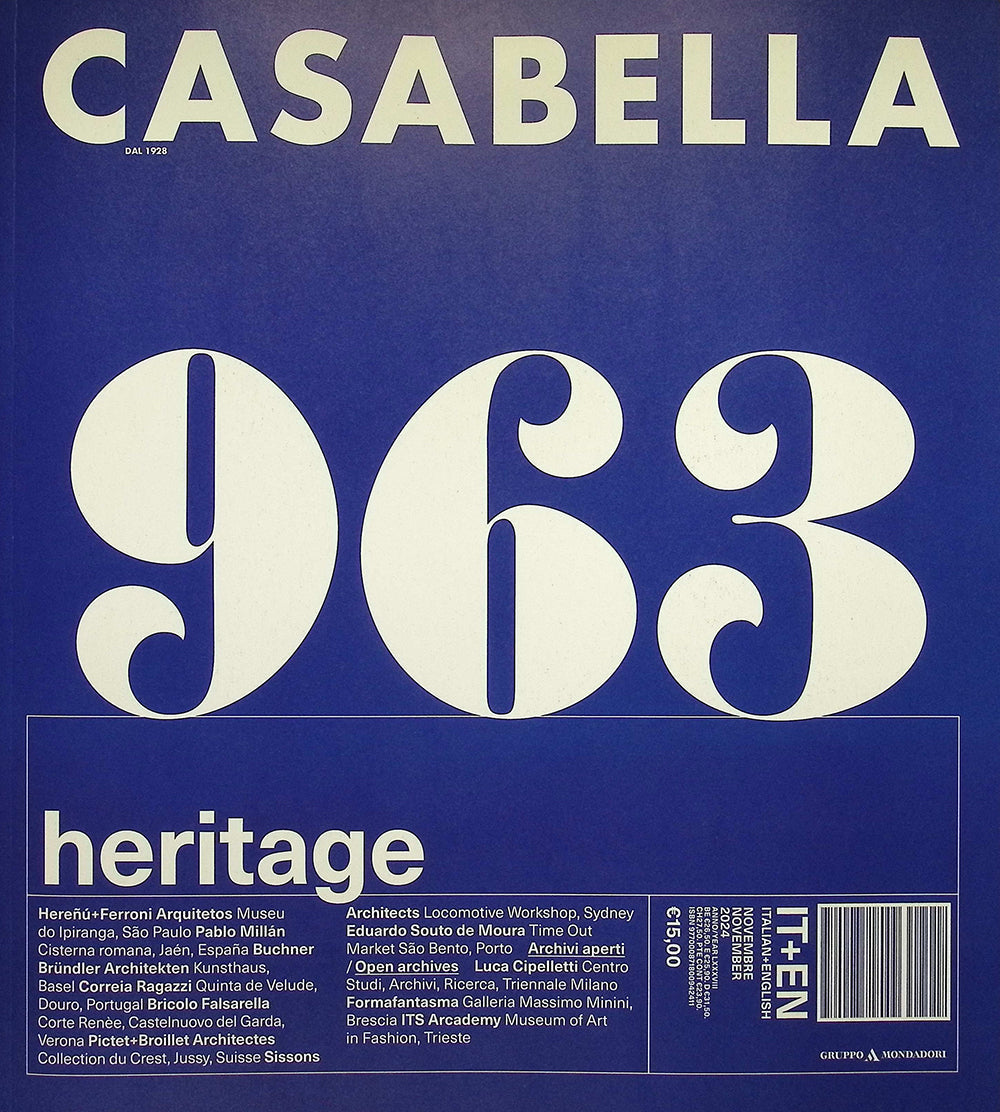 CASABELLA
DAL 1928
963
heritage
Hereñú+Ferroni Arquitetos Museu
do Ipiranga, São Paulo Pablo Millán
Cisterna romana, Jaén, España Buchner
Bründler Architekten Kunsthaus,
Basel Correia Ragazzi Quinta de Velude,
Douro, Portugal Bricolo Falsarella
Corte Renèe, Castelnuovo del Garda,
Verona Pictet+Broillet Architectes
Collection du Crest, Jussy, Suisse Sissons
Architects Locomotive Workshop, Sydney
Eduardo Souto de Moura Time Out
Market São Bento, Porto Archivi aperti
/ Open archives Luca Cipelletti Centro
Studi, Archivi, Ricerca, Triennale Milano
Formafantasma Galleria Massimo Minini,
Brescia ITS Arcademy Museum of Art
in Fashion, Trieste
IT+EN
ITALIAN+ENGLISH
NOVEMBRE
NOVEMBER
2024
ANNO/YEAR LXXXVIII
€15,00
GRUPPO A MONDADORI